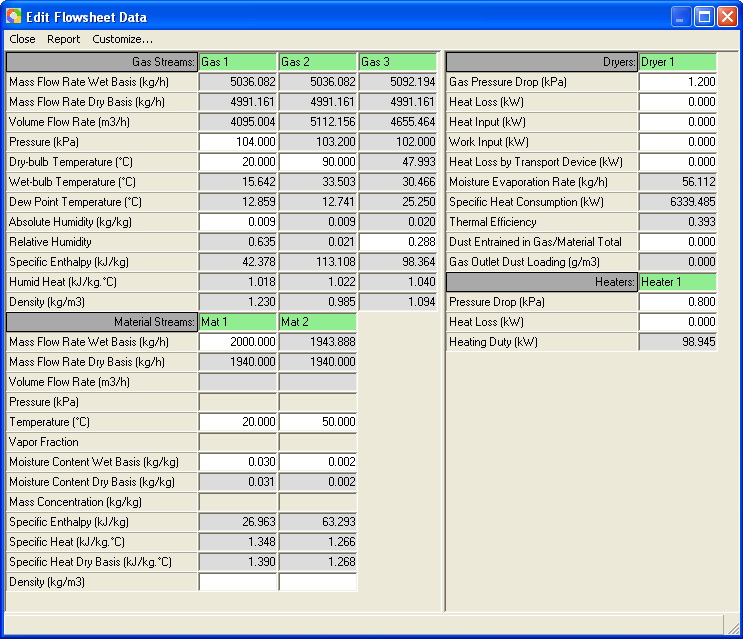 Edit Flowsheet Data
Close Report Customize...
Gas Streams: Gas 1 Gas 2 Gas 3
Mass Flow Rate Wet Basis (kg/h) 5036.082 5036.082 5092.194
Mass Flow Rate Dry Basis (kg/h) 4991.161 4991.161 4991.161
Volume Flow Rate (m3/h) 4095.004 5112.156 4655.464
Pressure (kPa) 104.000 103.200 102.000
Dry-bulb Temperature (°C) 20.000 90.000 47.993
Wet-bulb Temperature (°C) 15.642 33.503 30.466
Dew Point Temperature (°C) 12.859 12.741 25.250
Absolute Humidity (kg/kg) 0.009 0.009 0.020
Relative Humidity 0.635 0.021 0.288
Specific Enthalpy (kJ/kg) 42.378 113.108 98.364
Humid Heat (kJ/kg.°C) 1.018 1.022 1.040
Density (kg/m3) 1.230 0.985 1.094
Material Streams: Mat 1 Mat 2
Mass Flow Rate Wet Basis (kg/h) 2000.000 1943.888
Mass Flow Rate Dry Basis (kg/h) 1940.000 1940.000
Volume Flow Rate (m3/h)
Pressure (kPa)
Temperature (°C) 20.000 50.000
Vapor Fraction
Moisture Content Wet Basis (kg/kg) 0.030 0.002
Moisture Content Dry Basis (kg/kg) 0.031 0.002
Mass Concentration (kg/kg)
Specific Enthalpy (kJ/kg) 26.963 63.293
Specific Heat (kJ/kg.°C) 1.348 1.266
Specific Heat Dry Basis (kJ/kg.°C) 1.390 1.268
Density (kg/m3)
Dryers: Dryer 1
Gas Pressure Drop (kPa) 1.200
Heat Loss (kW) 0.000
Heat Input (kW) 0.000
Work Input (kW) 0.000
Heat Loss by Transport Device (kW) 0.000
Moisture Evaporation Rate (kg/h) 56.112
Specific Heat Consumption (kW) 6339.485
Thermal Efficiency 0.393
Dust Entrained in Gas/Material Total 0.000
Gas Outlet Dust Loading (g/m3) 0.000
Heaters: Heater 1
Pressure Drop (kPa) 0.800
Heat Loss (kW) 0.000
Heating Duty (kW) 98.945